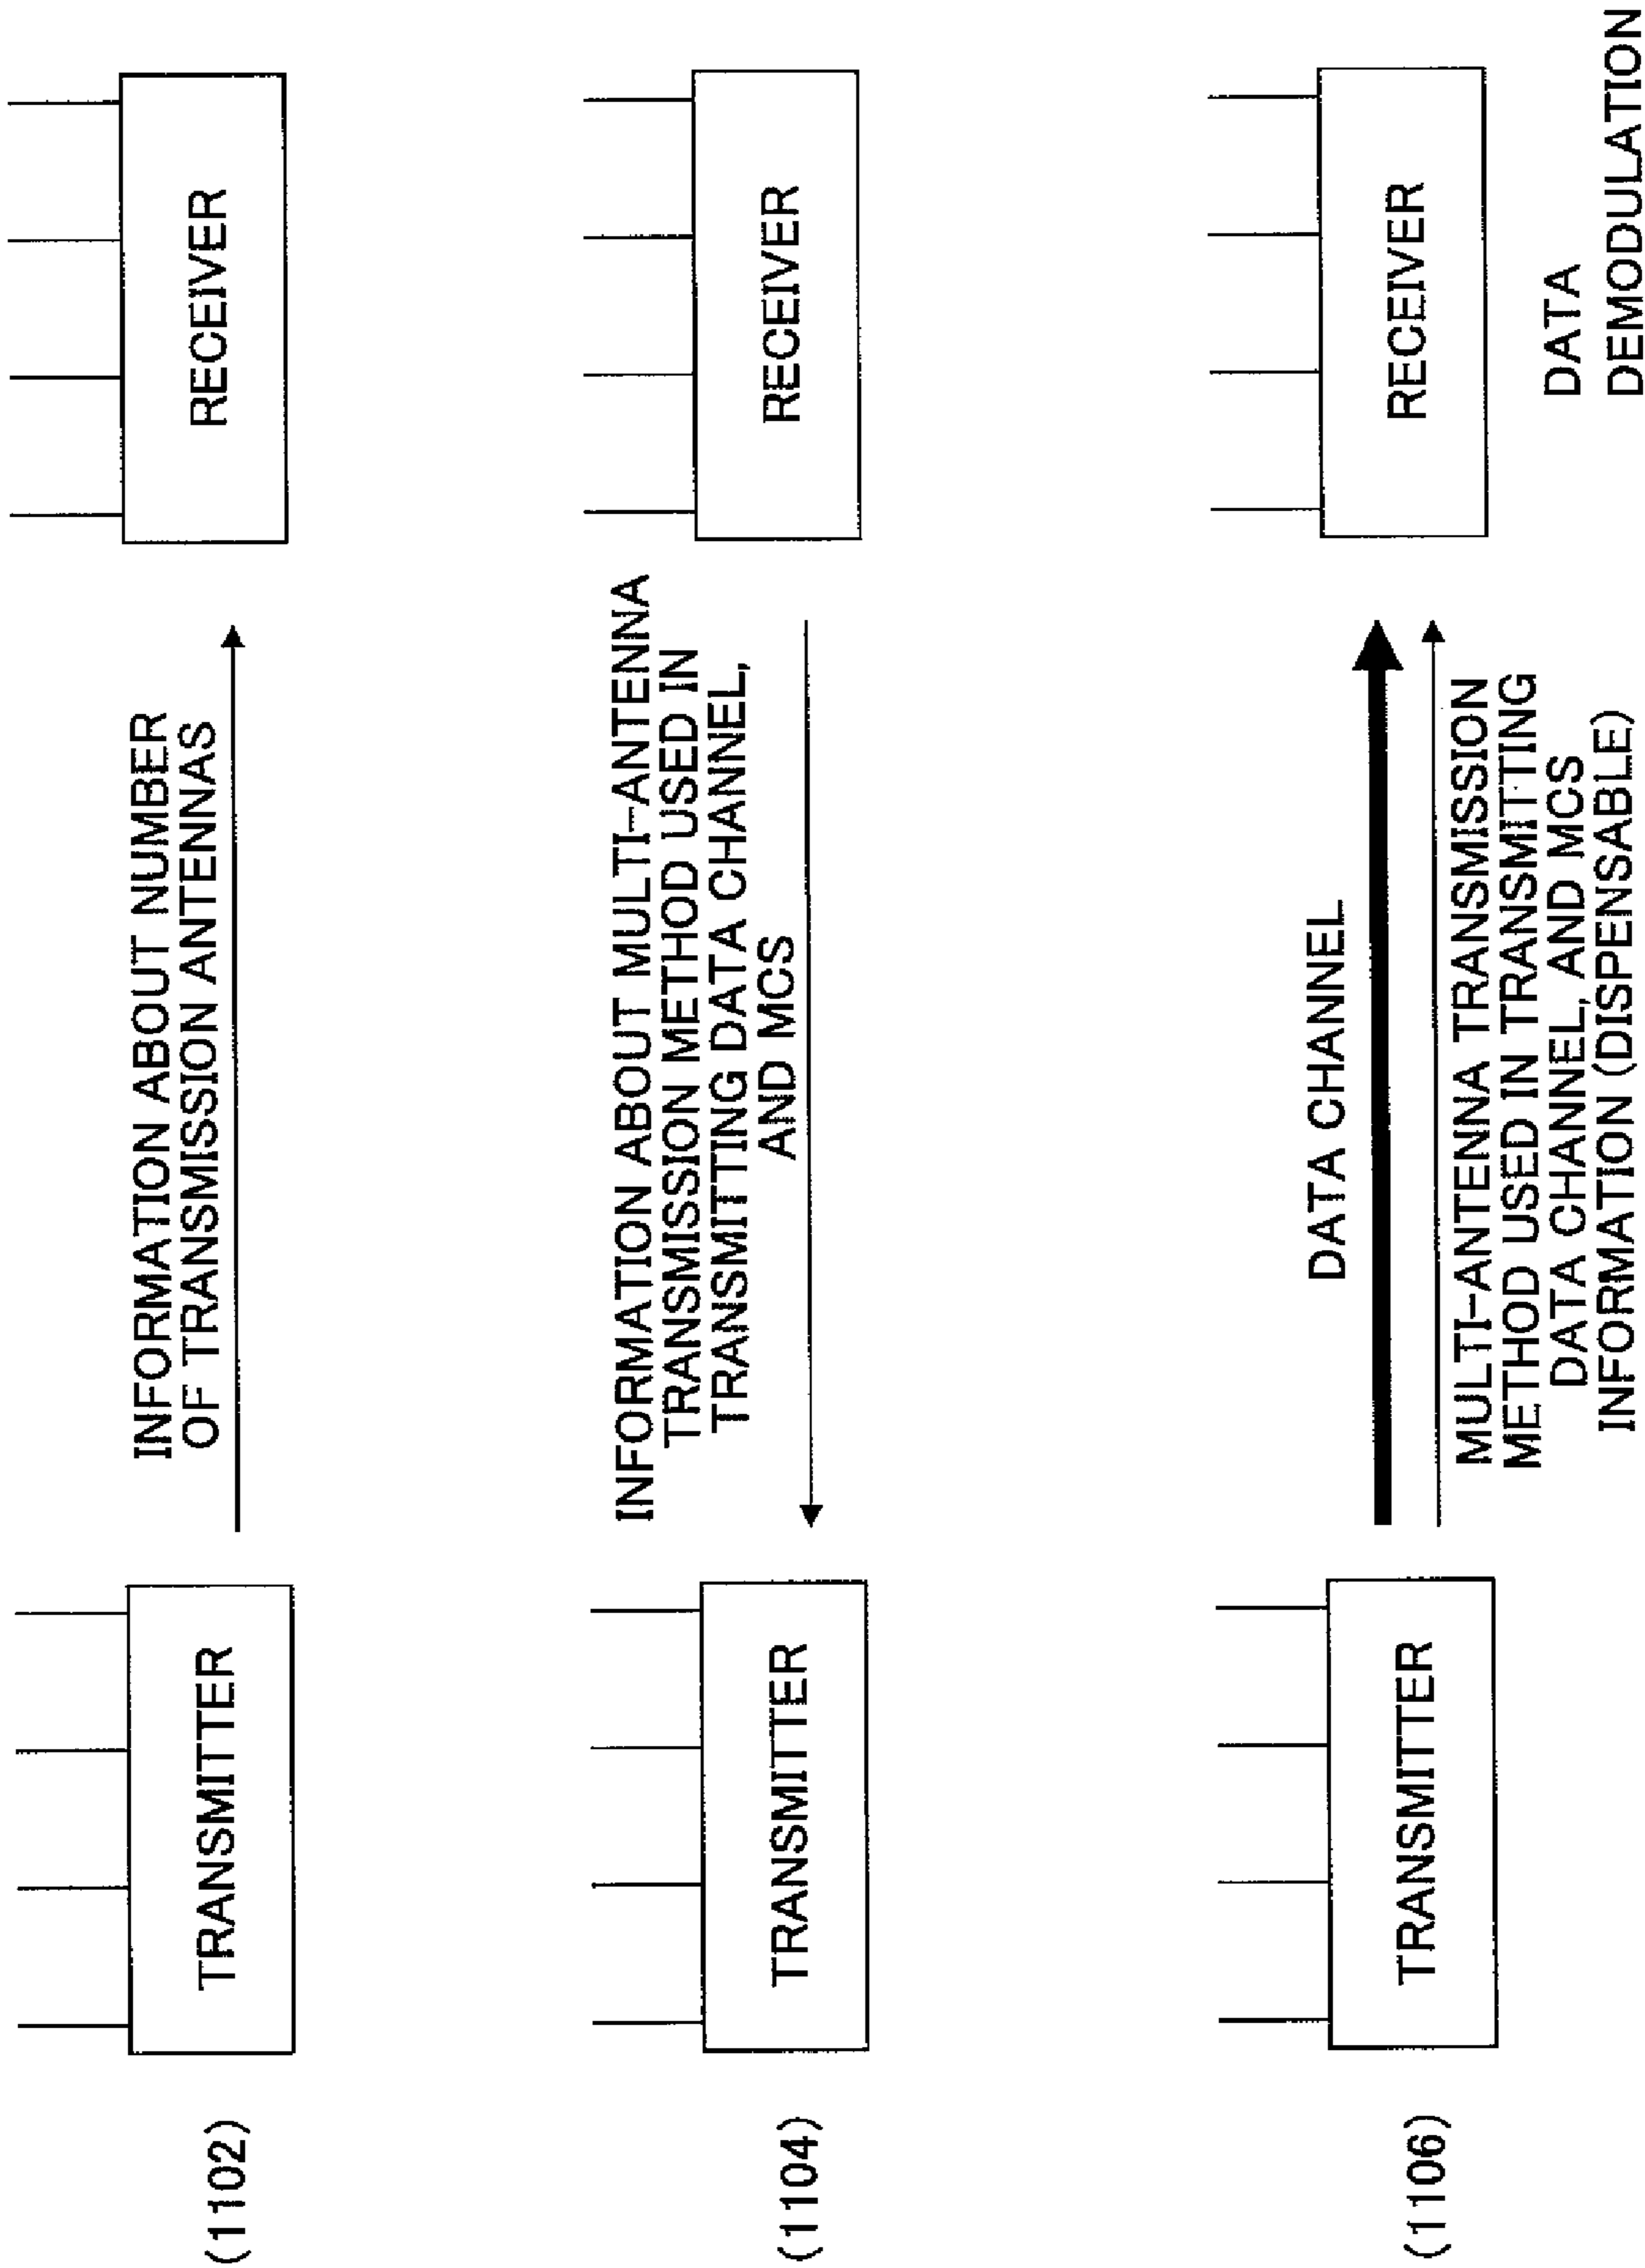 (1102)
TRANSMITTER
INFORMATION ABOUT NUMBER
OF TRANSMISSION ANTENNAS
RECEIVER
(1104)
TRANSMITTER
INFORMATION ABOUT MULTI-ANTENNA
TRANSMISSION METHOD USED IN
TRANSMITTING DATA CHANNEL,
AND MCS
RECEIVER
(1106)
TRANSMITTER
DATA CHANNEL
MULTI-ANTENNA TRANSMISSION
METHOD USED IN TRANSMITTING
DATA CHANNEL, AND MCS
INFORMATION (DISPENSABLE)
RECEIVER
DATA
DEMODULATION